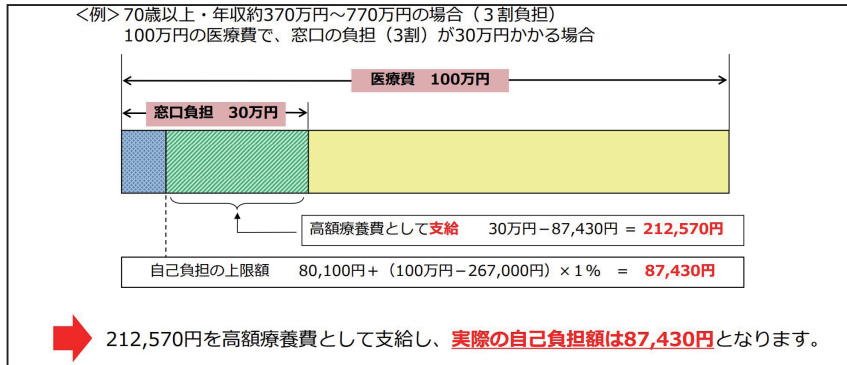 ＜例＞ 70歳以上・年収約370万円～770万円の場合（３割負担）
100万円の医療費で、窓口の負担（3割）が30万円かかる場合
医療費　100万円
窓口負担　30万円
高額療養費として支給　30万円－87,430円 = 212,570円
自己負担の上限額　80,100円＋（100万円－267,000円）×１%　=　87,430円
212,570円を高額療養費として支給し、実際の自己負担額は87,430円となります。